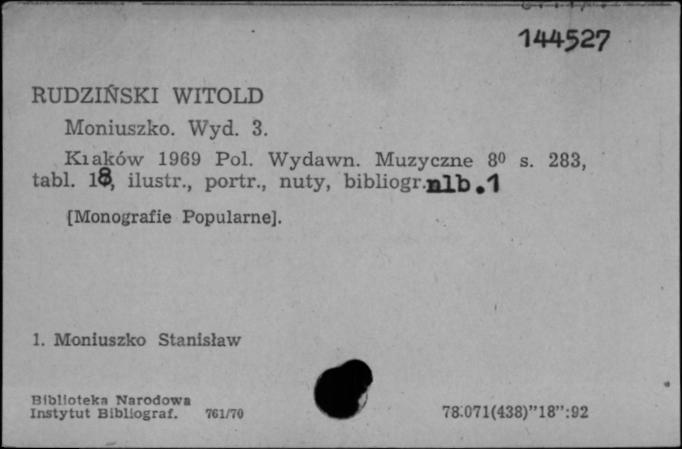 144527
RUDZIŃSKI WITOLD
Moniuszko. Wyd. 3.
Kraków 1969 Pol. Wydawn. Muzyczne 8⁰ s. 283,
tabl. 18, ilustr., portr., nuty, bibliogr. nlb.1
[Monografie Popularne].
1. Moniuszko Stanisław
Biblioteka Narodowa
Instytut Bibliograf. 761/70
78.071(438)"18":92